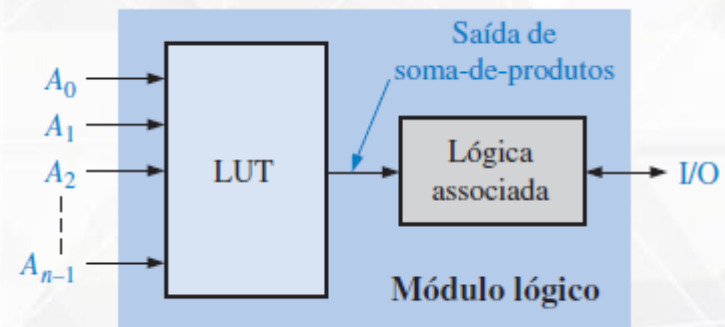 Saída de
soma-de-produtos
A₀
A₁
A₂
Aₙ₋₁
LUT
Lógica
associada
I/O
Módulo lógico